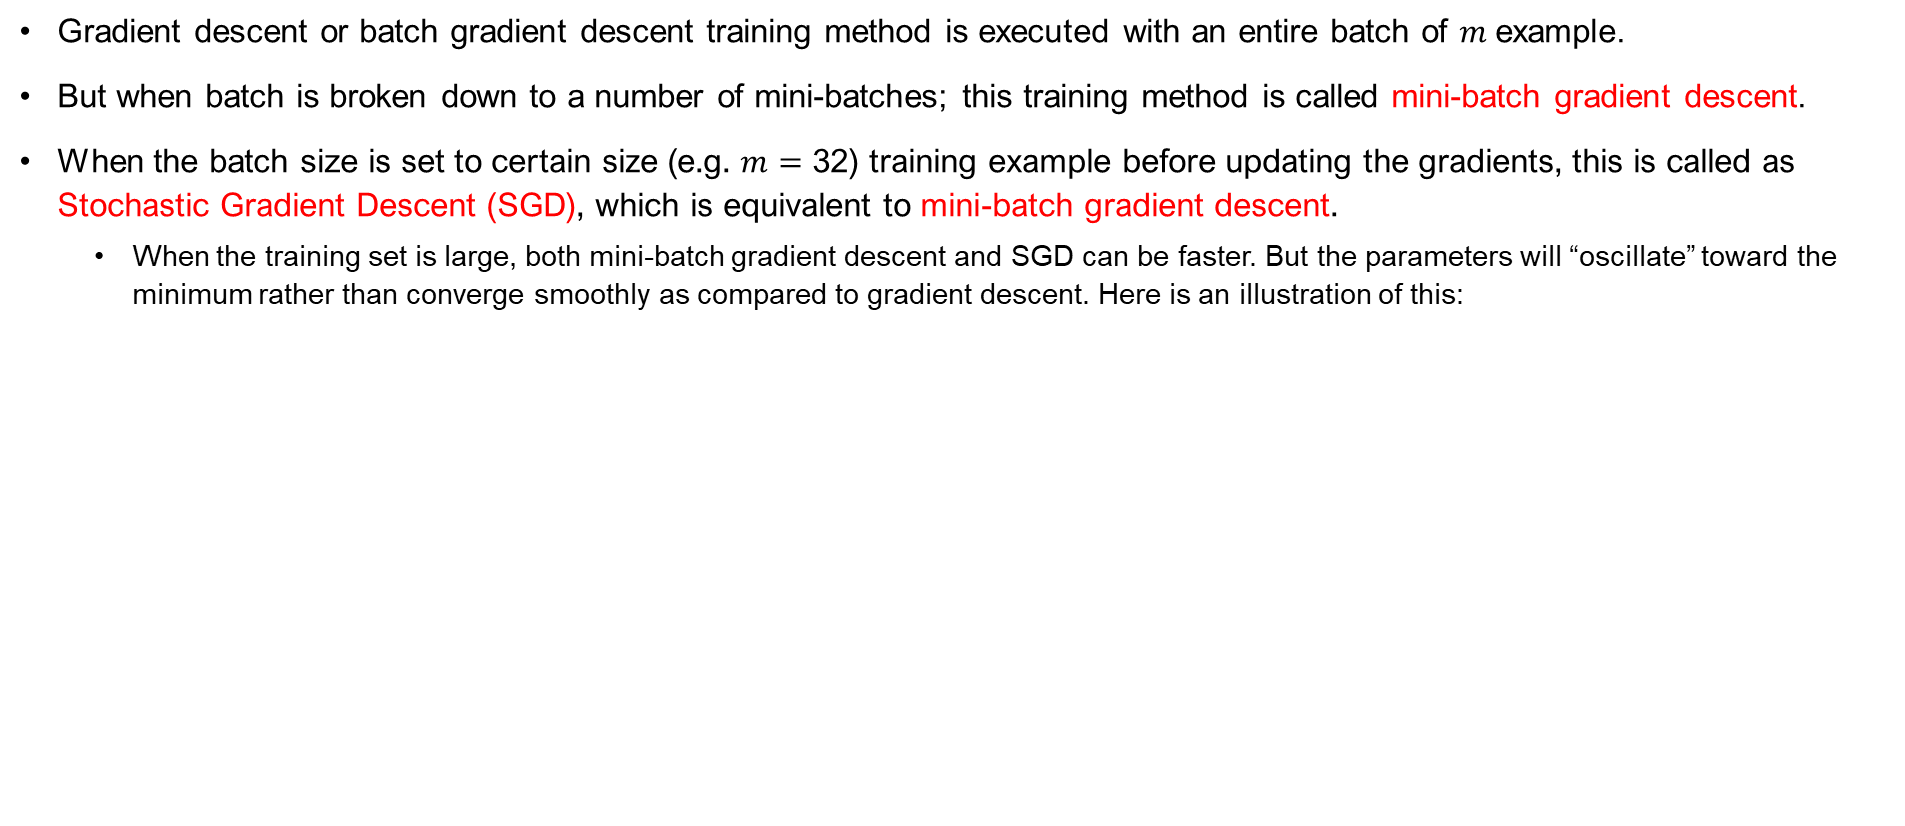 • Gradient descent or batch gradient descent training method is executed with an entire batch of m example.
• But when batch is broken down to a number of mini-batches; this training method is called mini-batch gradient descent.
• When the batch size is set to certain size (e.g. m = 32) training example before updating the gradients, this is called as
Stochastic Gradient Descent (SGD), which is equivalent to mini-batch gradient descent.
• When the training set is large, both mini-batch gradient descent and SGD can be faster. But the parameters will “oscillate” toward the
minimum rather than converge smoothly as compared to gradient descent. Here is an illustration of this: